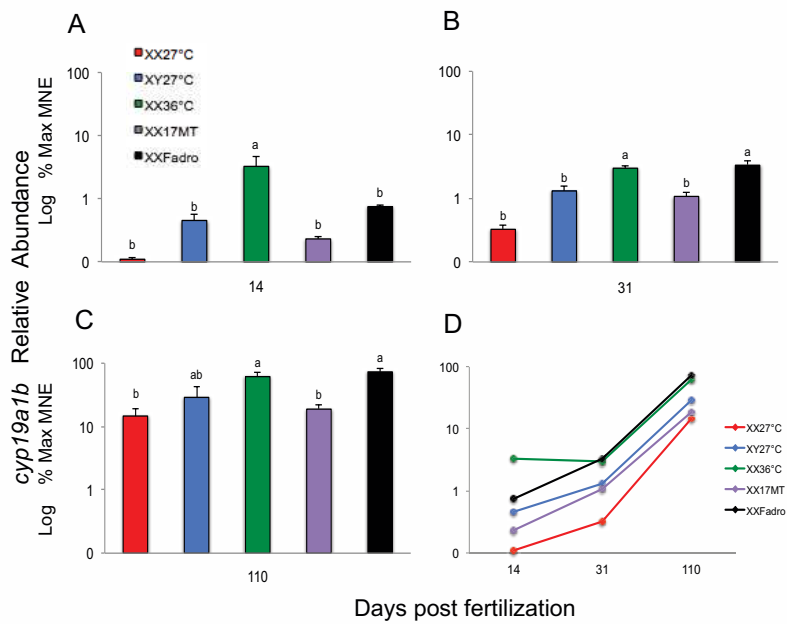 A
B
XX27°C
XY27°C
XX36°C
XX17MT
XXFadro
100
10
1
0
b
b
a
b
b
14
100
10
1
0
b
b
a
b
a
31
C
D
100
10
1
0
b
ab
a
b
a
110
100
10
1
0
14
31
110
XX27°C
XY27°C
XX36°C
XX17MT
XXFadro
cyp19a1b Relative Abundance
Log % Max MNE
Log % Max MNE
Days post fertilization